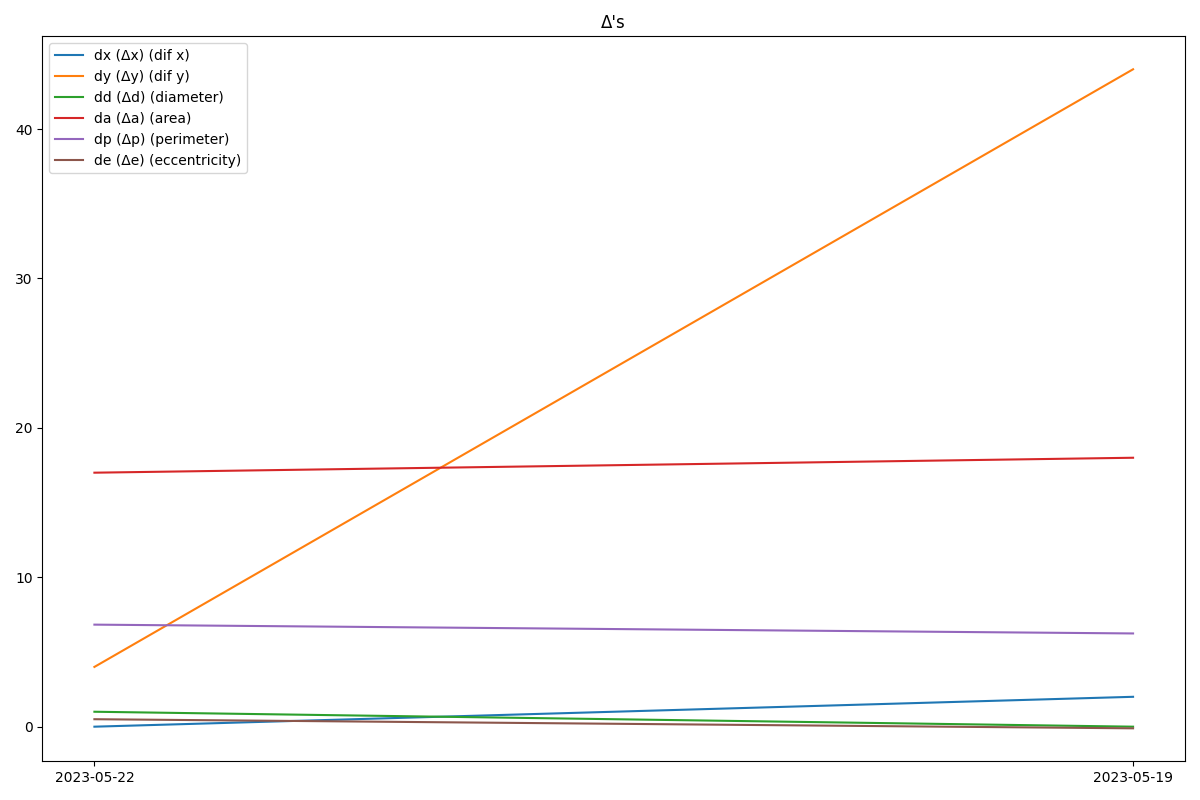 Δ's
dx (Δx) (dif x)
dy (Δy) (dif y)
dd (Δd) (diameter)
da (Δa) (area)
dp (Δp) (perimeter)
de (Δe) (eccentricity)
40
30
20
10
0
2023-05-22
2023-05-19